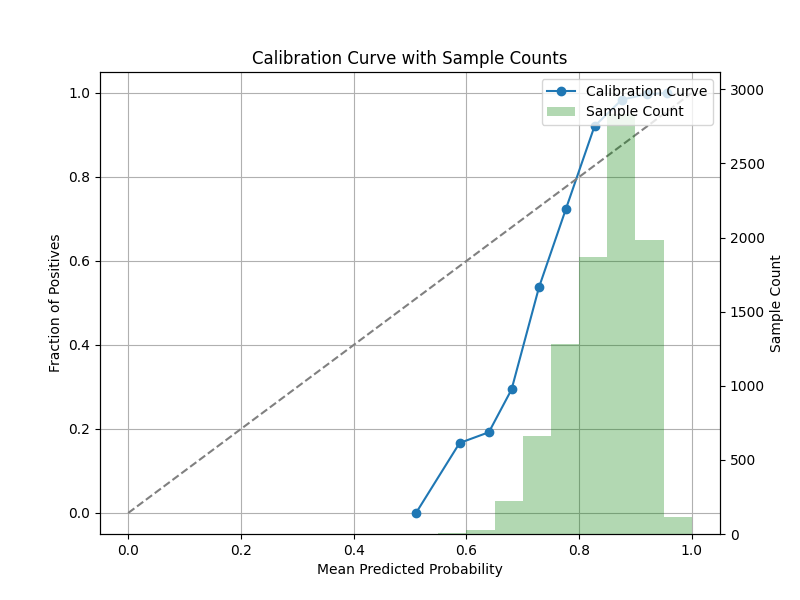 Calibration Curve with Sample Counts
Calibration Curve
Sample Count
1.0
0.8
0.6
0.4
0.2
0.0
Fraction of Positives
3000
2500
2000
1500
1000
500
0
Sample Count
0.0 0.2 0.4 0.6 0.8 1.0
Mean Predicted Probability